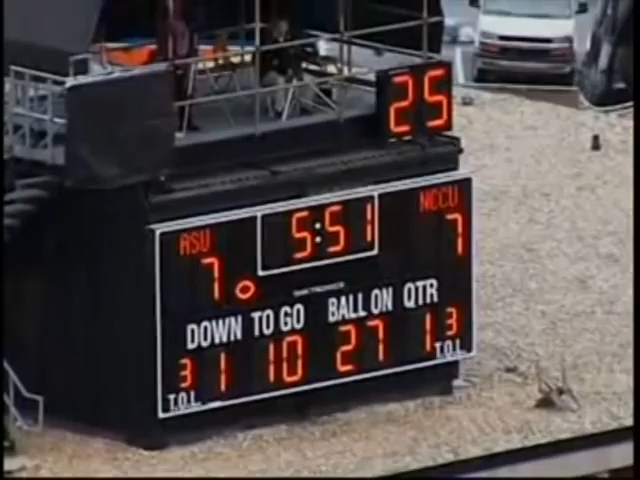 25
ASU 5:51 NCCU
7 7
DOWN TO GO BALL ON QTR
3 1 10 27 1 3
T.O.L. T.O.L.